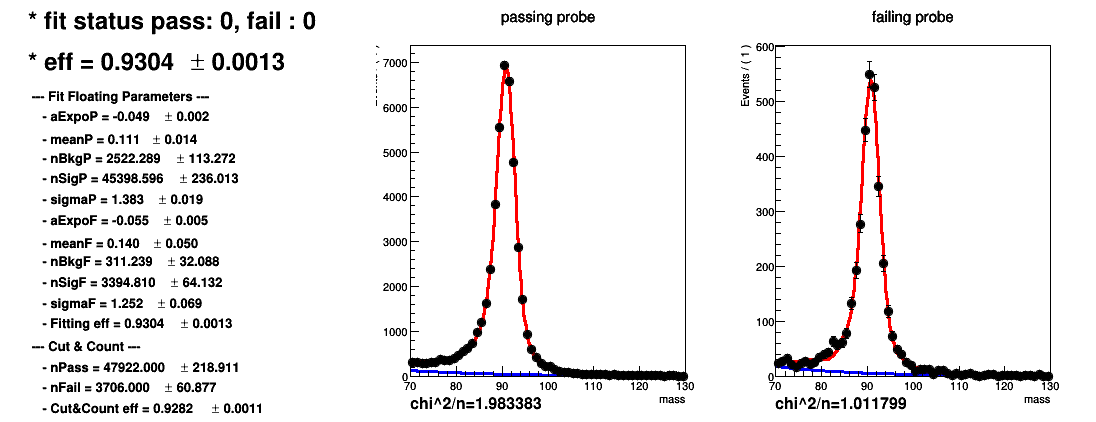 * fit status pass: 0, fail : 0
* eff = 0.9304 ± 0.0013
--- Fit Floating Parameters ---
- aExpoP = -0.049 ± 0.002
- meanP = 0.111 ± 0.014
- nBkgP = 2522.289 ± 113.272
- nSigP = 45398.596 ± 236.013
- sigmaP = 1.383 ± 0.019
- aExpoF = -0.055 ± 0.005
- meanF = 0.140 ± 0.050
- nBkgF = 311.239 ± 32.088
- nSigF = 3394.810 ± 64.132
- sigmaF = 1.252 ± 0.069
- Fitting eff = 0.9304 ± 0.0013
--- Cut & Count ---
- nPass = 47922.000 ± 218.911
- nFail = 3706.000 ± 60.877
- Cut&Count eff = 0.9282 ± 0.0011
passing probe
7000
6000
5000
4000
3000
2000
1000
0
70 80 90 100 110 120 130
mass
chi^2/n=1.983383
failing probe
Events / ( 1 )
600
500
400
300
200
100
0
70 80 90 100 110 120 130
mass
chi^2/n=1.011799